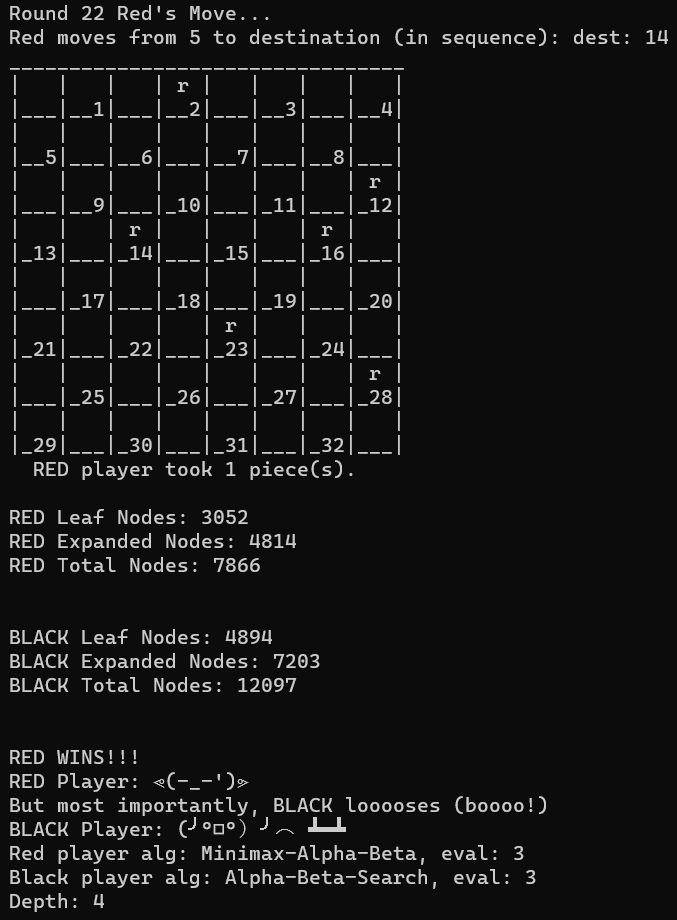 Round 22 Red's Move...
Red moves from 5 to destination (in sequence): dest: 14
_________________________________
|   |   |   | r |   |   |   |   |
|___|__1|___|__2|___|__3|___|__4|
|   |   |   |   |   |   |   |   |
|__5|___|__6|___|__7|___|__8|___|
|   |   |   |   |   |   |   | r |
|___|__9|___|_10|___|_11|___|_12|
|   |   | r |   |   |   | r |   |
|_13|___|_14|___|_15|___|_16|___|
|   |   |   |   |   |   |   |   |
|___|_17|___|_18|___|_19|___|_20|
|   |   |   |   | r |   |   |   |
|_21|___|_22|___|_23|___|_24|___|
|   |   |   |   |   |   |   | r |
|___|_25|___|_26|___|_27|___|_28|
|   |   |   |   |   |   |   |   |
|_29|___|_30|___|_31|___|_32|___|
  RED player took 1 piece(s).
RED Leaf Nodes: 3052
RED Expanded Nodes: 4814
RED Total Nodes: 7866
BLACK Leaf Nodes: 4894
BLACK Expanded Nodes: 7203
BLACK Total Nodes: 12097
RED WINS!!!
RED Player: ⪪(-_-')⪫
But most importantly, BLACK looooses (boooo!)
BLACK Player: (╯°□°）╯︵ ┻━┻
Red player alg: Minimax-Alpha-Beta, eval: 3
Black player alg: Alpha-Beta-Search, eval: 3
Depth: 4